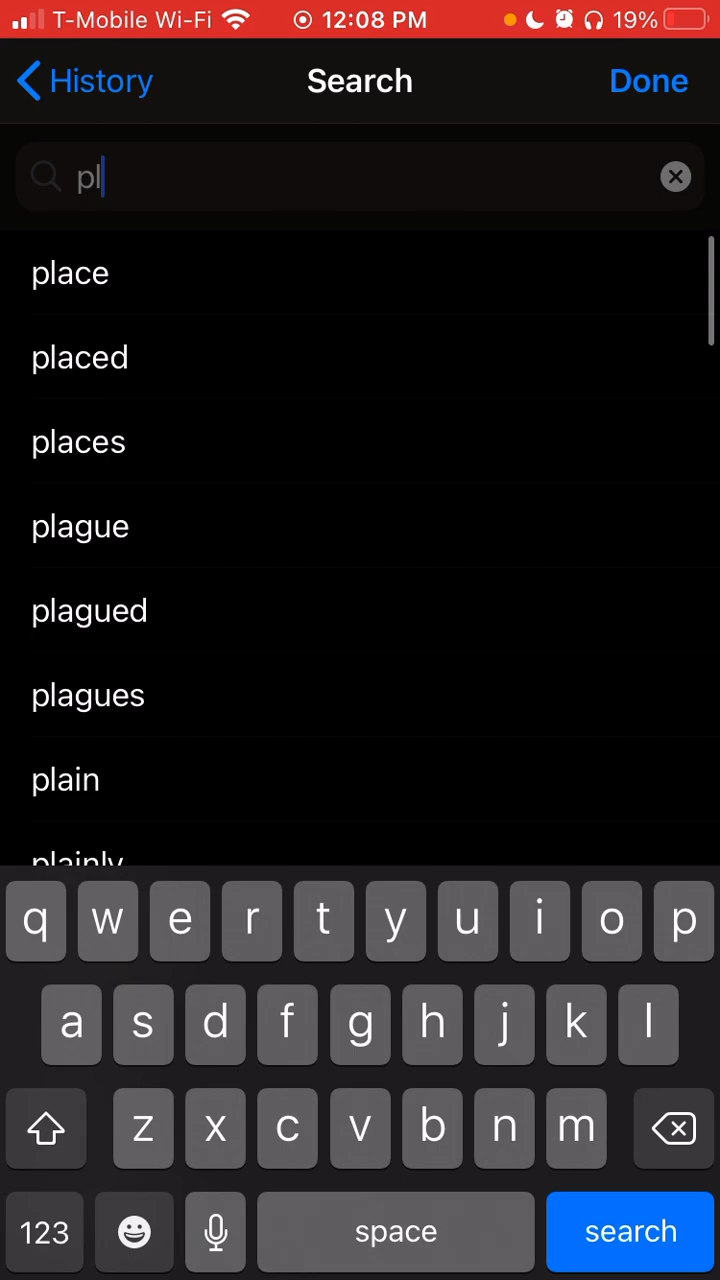 T-Mobile Wi-Fi 12:08 PM 19%
History Search Done
pl
place
placed
places
plague
plagued
plagues
plain
plainly
q w e r t y u i o p
a s d f g h j k l
z x c v b n m
123 space search